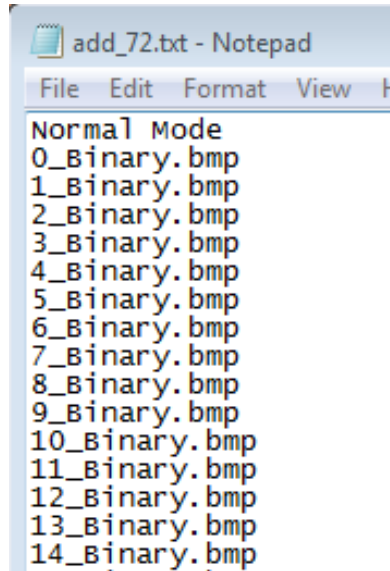 add_72.txt - Notepad
File Edit Format View
Normal Mode
0_Binary.bmp
1_Binary.bmp
2_Binary.bmp
3_Binary.bmp
4_Binary.bmp
5_Binary.bmp
6_Binary.bmp
7_Binary.bmp
8_Binary.bmp
9_Binary.bmp
10_Binary.bmp
11_Binary.bmp
12_Binary.bmp
13_Binary.bmp
14_Binary.bmp